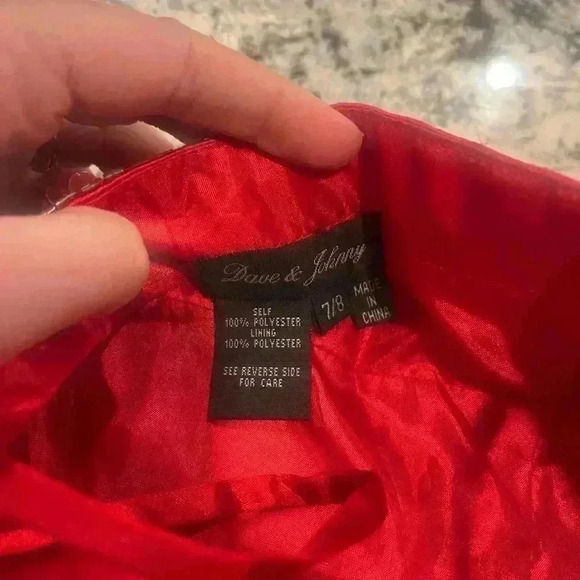 Dave & Johnny
SELF
100% POLYESTER
LINING
100% POLYESTER
SEE REVERSE SIDE
FOR CARE
7/8
MADE
IN
CHINA